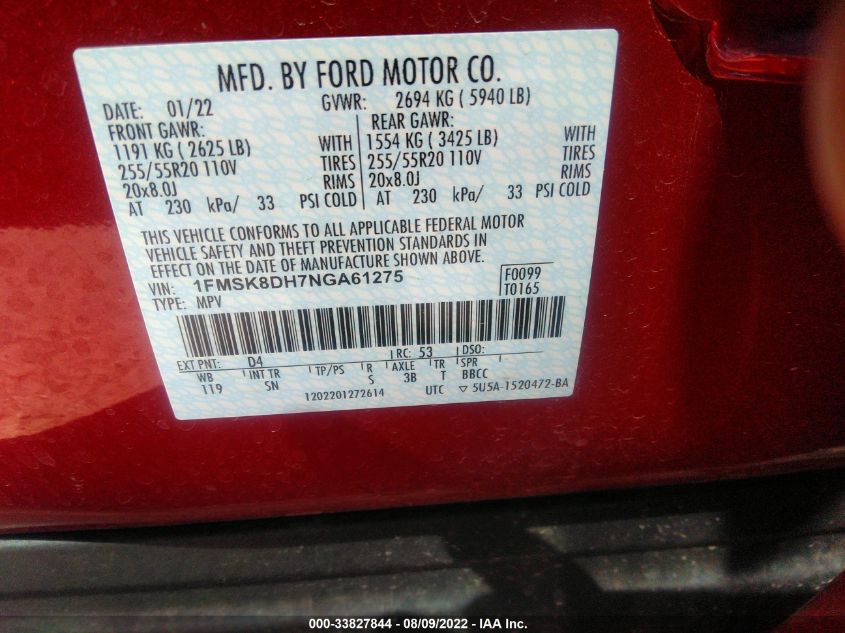 MFD. BY FORD MOTOR CO.
DATE: 01/22 GVWR: 2694 KG ( 5940 LB)
FRONT GAWR: REAR GAWR:
1191 KG ( 2625 LB) WITH 1554 KG ( 3425 LB) WITH
255/55R20 110V TIRES 255/55R20 110V TIRES
20x8.0J RIMS 20x8.0J RIMS
AT 230 kPa/ 33 PSI COLD AT 230 kPa/ 33 PSI COLD
THIS VEHICLE CONFORMS TO ALL APPLICABLE FEDERAL MOTOR
VEHICLE SAFETY AND THEFT PREVENTION STANDARDS IN
EFFECT ON THE DATE OF MANUFACTURE SHOWN ABOVE.
VIN: 1FMSK8DH7NGA61275 F0099
TYPE: MPV T0165
EXT PNT: D4 RC: 53 DSO:
WB INT TR TP/PS R AXLE TR SPR
119 SN S 3B T BBCC
1202201272614 UTC ▽ 5U5A-1520472-BA
000-33827844 - 08/09/2022 - IAA Inc.